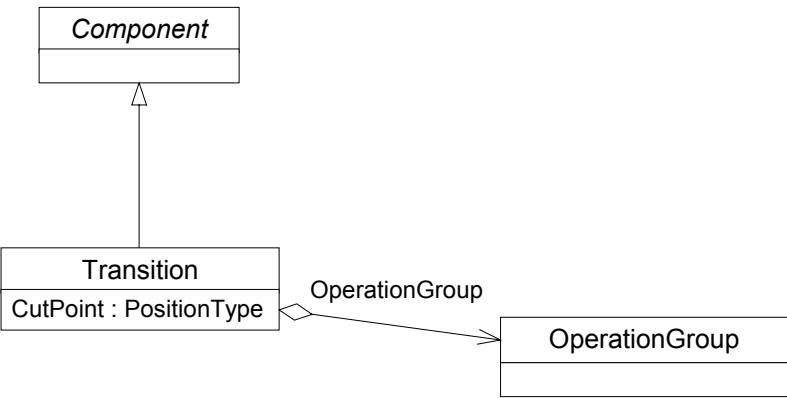 Component
Transition
CutPoint : PositionType
OperationGroup
OperationGroup